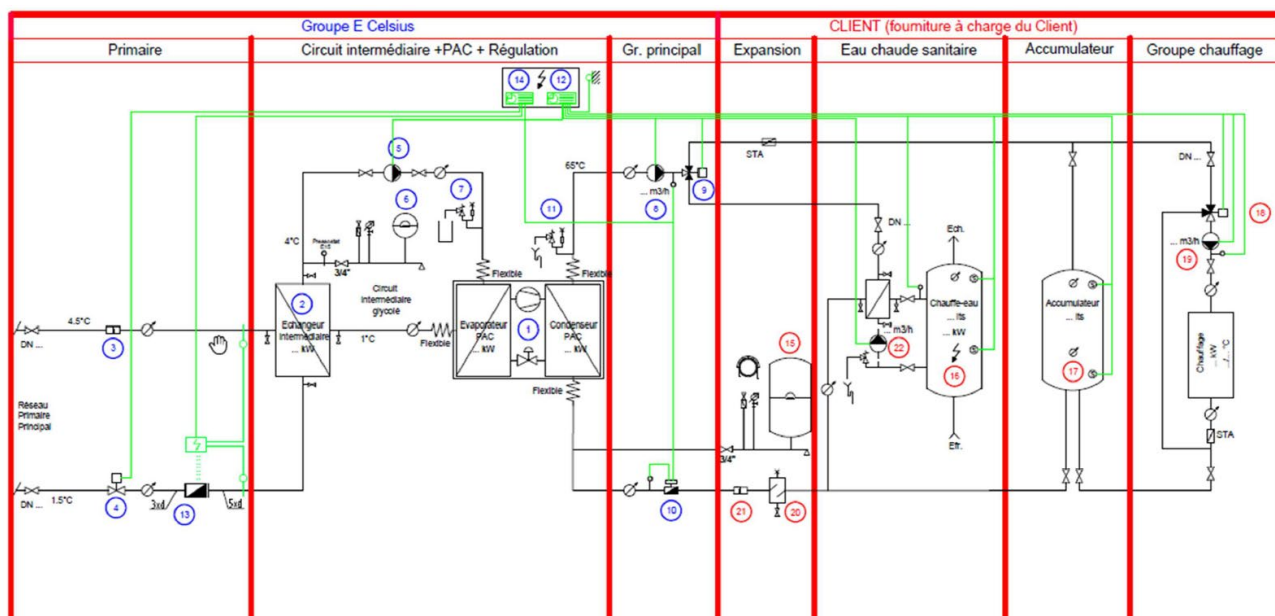 Groupe E Celsius
CLIENT (fourniture à charge du Client)
Primaire
Circuit intermédiaire +PAC + Régulation
Gr. principal
Expansion
Eau chaude sanitaire
Accumulateur
Groupe chauffage
14
12
5
6
7
11
65°C
... m3/h
8
9
STA
DN ...
18
... m3/h
19
4°C
Pressostat
3/4"
Flexible
Flexible
DN ...
Ech.
4.5°C
DN ...
3
2
Echangeur
intermédiaire
... kW
Circuit
intermédiaire
glycolé
1°C
Flexible
Evaporateur
PAC
... kW
1
Condenseur
PAC
... kW
Flexible
15
... m3/h
22
Chauffe-eau
... lts
... kW
16
Efr.
Accumulateur
... lts
17
Chauffage
... kW
.../... °C
STA
Réseau
Primaire
Principal
3/4"
1.5°C
DN ...
4
3xd
13
5xd
10
21
20